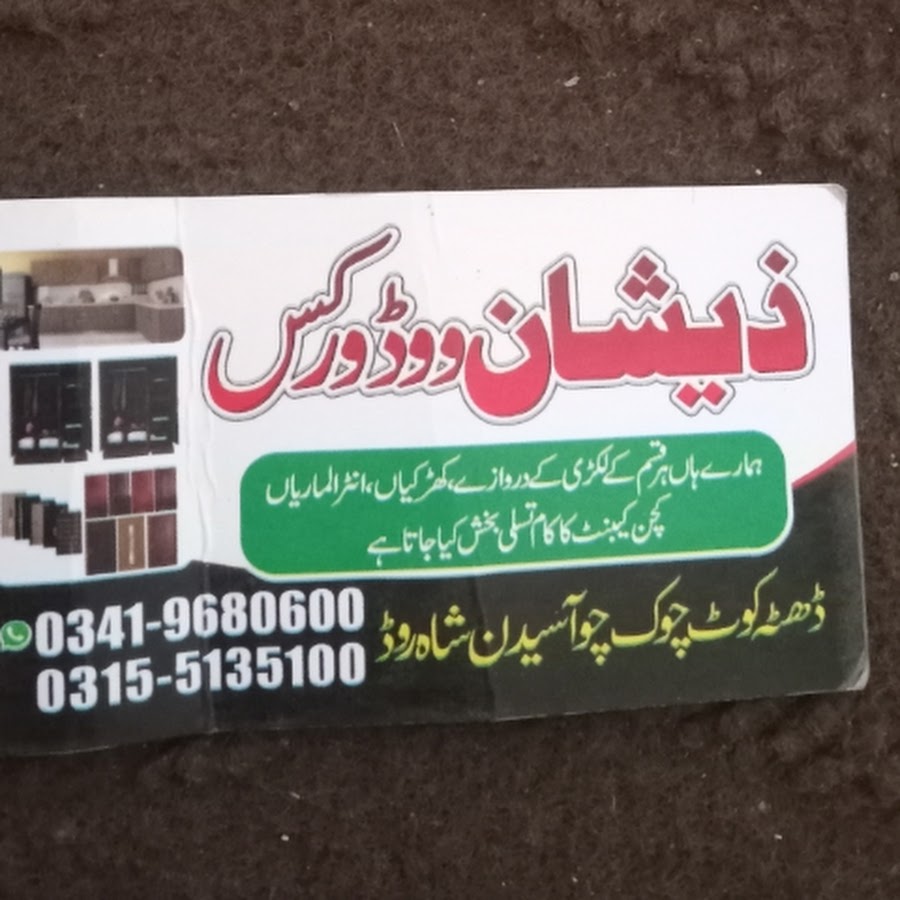 ذیشان ووڈ ورکس
ہمارے ہاں ہر قسم کے لکڑی کے دروازے، کھڑکیاں، انٹر الماریاں
کچن کیبنٹ کا کام تسلی بخش کیا جاتا ہے
ڈھٹہ کوٹ چوک چوآسیدن شاہ روڈ
0341-9680600
0315-5135100